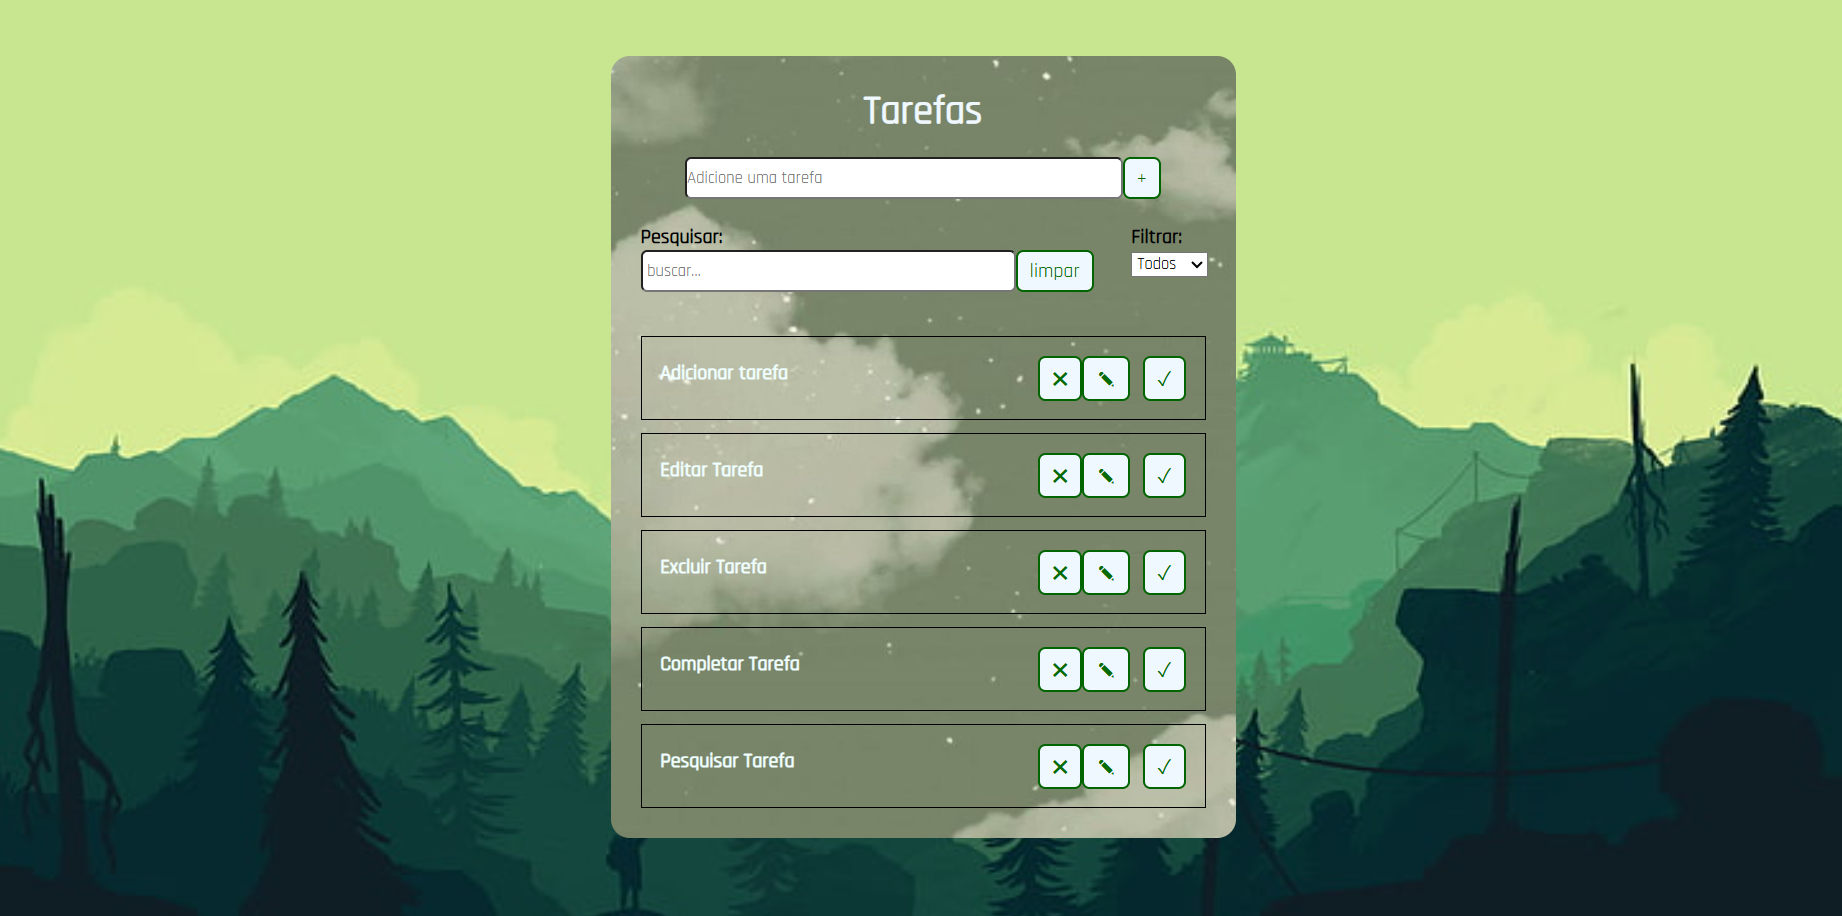 Tarefas
Adicione uma tarefa +
Pesquisar: Filtrar:
buscar... limpar Todos
Adicionar tarefa
Editar Tarefa
Excluir Tarefa
Completar Tarefa
Pesquisar Tarefa